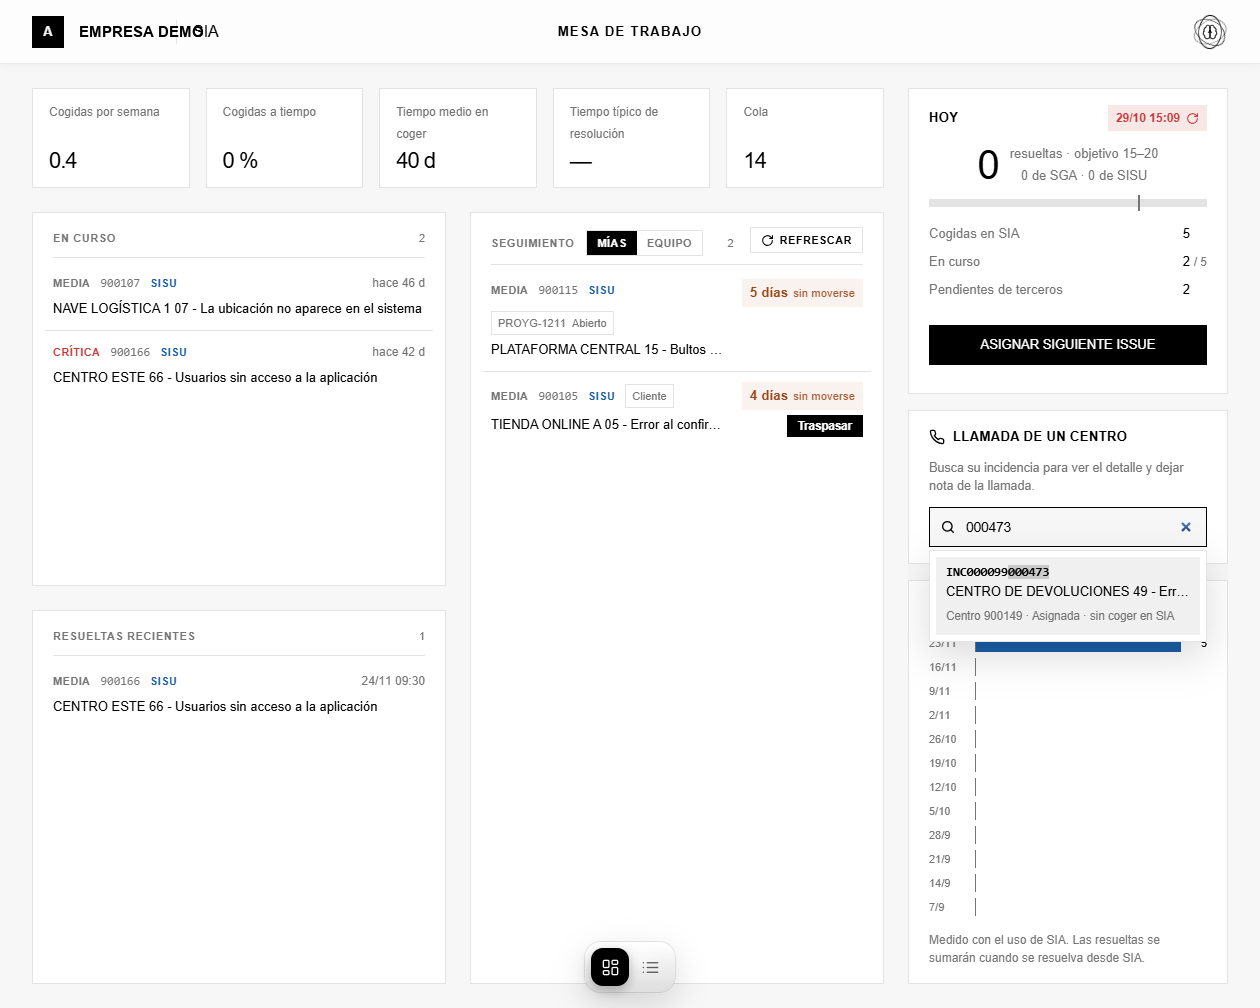 A
EMPRESA DEMO
SIA
MESA DE TRABAJO
Cogidas por semana
0.4
Cogidas a tiempo
0 %
Tiempo medio en
coger
40 d
Tiempo típico de
resolución
—
Cola
14
EN CURSO 2
MEDIA 900107 SISU hace 46 d
NAVE LOGÍSTICA 1 07 - La ubicación no aparece en el sistema
CRÍTICA 900166 SISU hace 42 d
CENTRO ESTE 66 - Usuarios sin acceso a la aplicación
RESUELTAS RECIENTES 1
MEDIA 900166 SISU 24/11 09:30
CENTRO ESTE 66 - Usuarios sin acceso a la aplicación
SEGUIMIENTO MÍAS EQUIPO 2 REFRESCAR
MEDIA 900115 SISU 5 días sin moverse
PROYG-1211 Abierto
PLATAFORMA CENTRAL 15 - Bultos ...
MEDIA 900105 SISU Cliente 4 días sin moverse
TIENDA ONLINE A 05 - Error al confir... Traspasar
HOY 29/10 15:09
0 resueltas · objetivo 15–20
0 de SGA · 0 de SISU
Cogidas en SIA 5
En curso 2 / 5
Pendientes de terceros 2
ASIGNAR SIGUIENTE ISSUE
LLAMADA DE UN CENTRO
Busca su incidencia para ver el detalle y dejar
nota de la llamada.
000473
INC000099000473
CENTRO DE DEVOLUCIONES 49 - Err...
Centro 900149 · Asignada · sin coger en SIA
23/11 5
16/11
9/11
2/11
26/10
19/10
12/10
5/10
28/9
21/9
14/9
7/9
Medido con el uso de SIA. Las resueltas se
sumarán cuando se resuelva desde SIA.